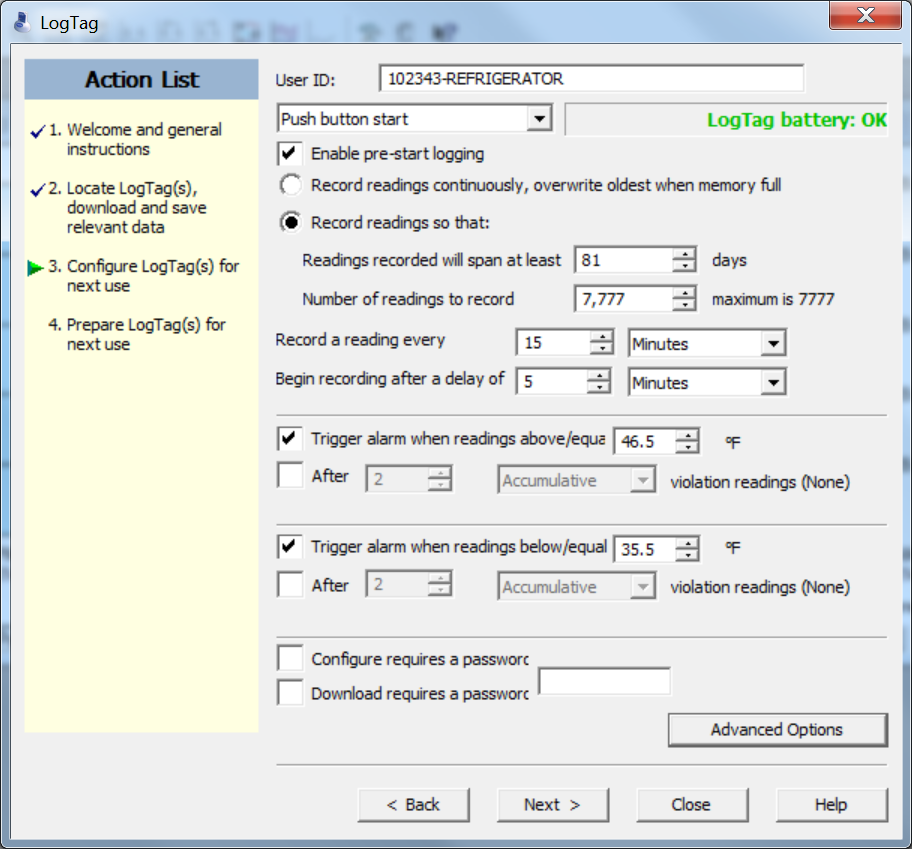 LogTag
Action List
1. Welcome and general
instructions
2. Locate LogTag(s),
download and save
relevant data
3. Configure LogTag(s) for
next use
4. Prepare LogTag(s) for
next use
User ID: 102343-REFRIGERATOR
Push button start LogTag battery: OK
Enable pre-start logging
Record readings continuously, overwrite oldest when memory full
Record readings so that:
Readings recorded will span at least 81 days
Number of readings to record 7,777 maximum is 7777
Record a reading every 15 Minutes
Begin recording after a delay of 5 Minutes
Trigger alarm when readings above/equa 46.5 ºF
After 2 Accumulative violation readings (None)
Trigger alarm when readings below/equal 35.5 ºF
After 2 Accumulative violation readings (None)
Configure requires a password
Download requires a password
Advanced Options
< Back Next > Close Help